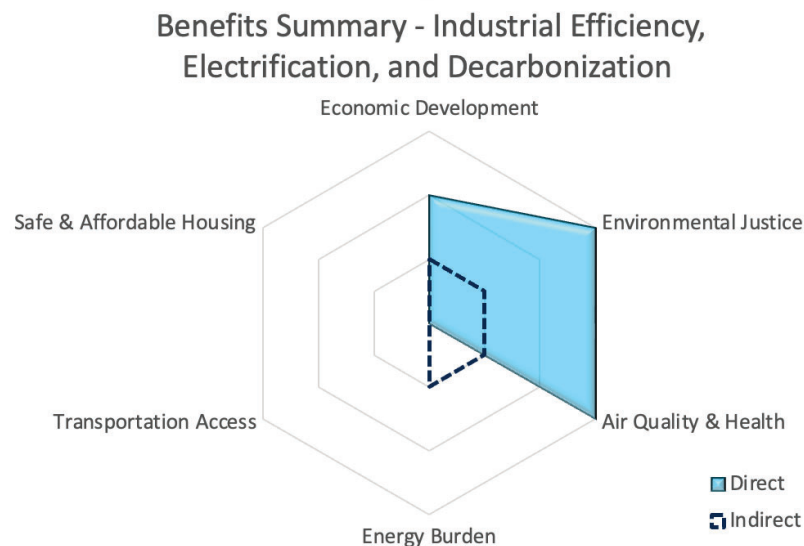 Benefits Summary - Industrial Efficiency,
Electrification, and Decarbonization
Economic Development
Safe & Affordable Housing
Environmental Justice
Transportation Access
Air Quality & Health
Energy Burden
Direct
Indirect